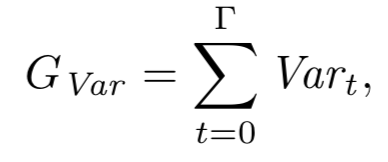 $G_{Var} = \sum_{t=0}^{\Gamma} Var_t,$